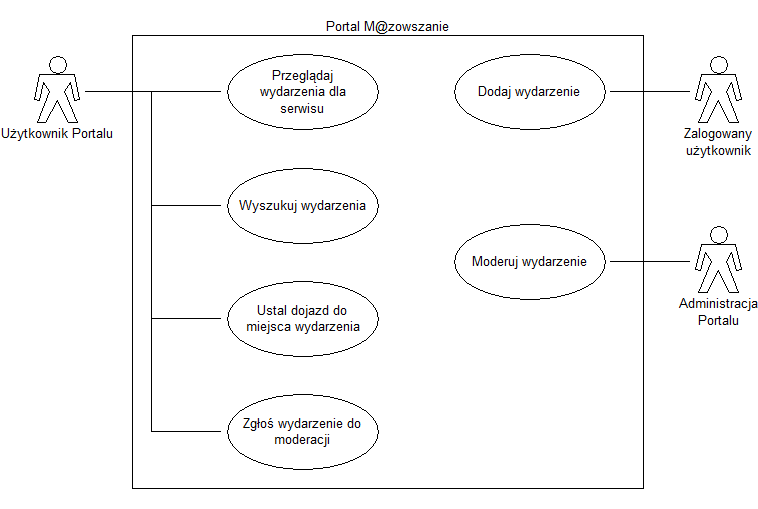 Portal M@zowszanie
Użytkownik Portalu
Przeglądaj
wydarzenia dla
serwisu
Dodaj wydarzenie
Zalogowany
użytkownik
Wyszukuj wydarzenia
Moderuj wydarzenie
Administracja
Portalu
Ustal dojazd do
miejsca wydarzenia
Zgłoś wydarzenie do
moderacji